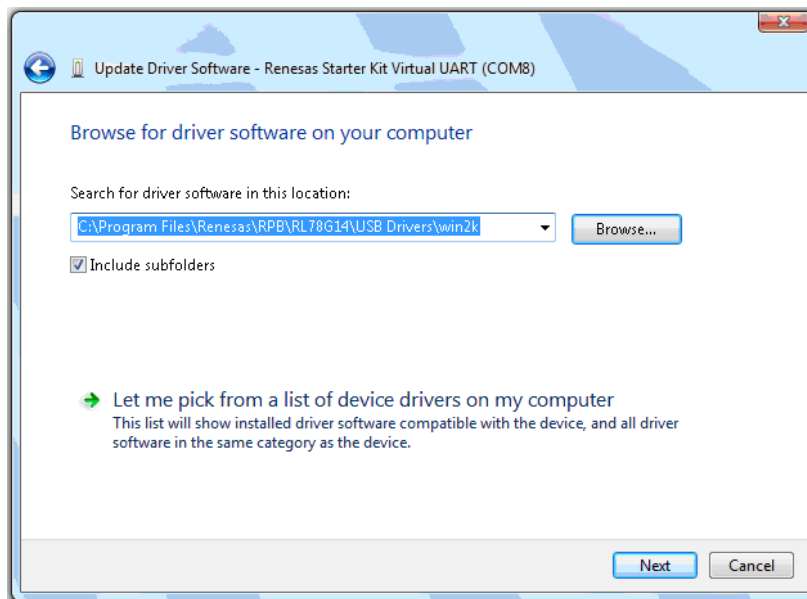 Update Driver Software - Renesas Starter Kit Virtual UART (COM8)
Browse for driver software on your computer
Search for driver software in this location:
C:\Program Files\Renesas\RPB\RL78G14\USB Drivers\win2k
Browse...
Include subfolders
Let me pick from a list of device drivers on my computer
This list will show installed driver software compatible with the device, and all driver
software in the same category as the device.
Next
Cancel